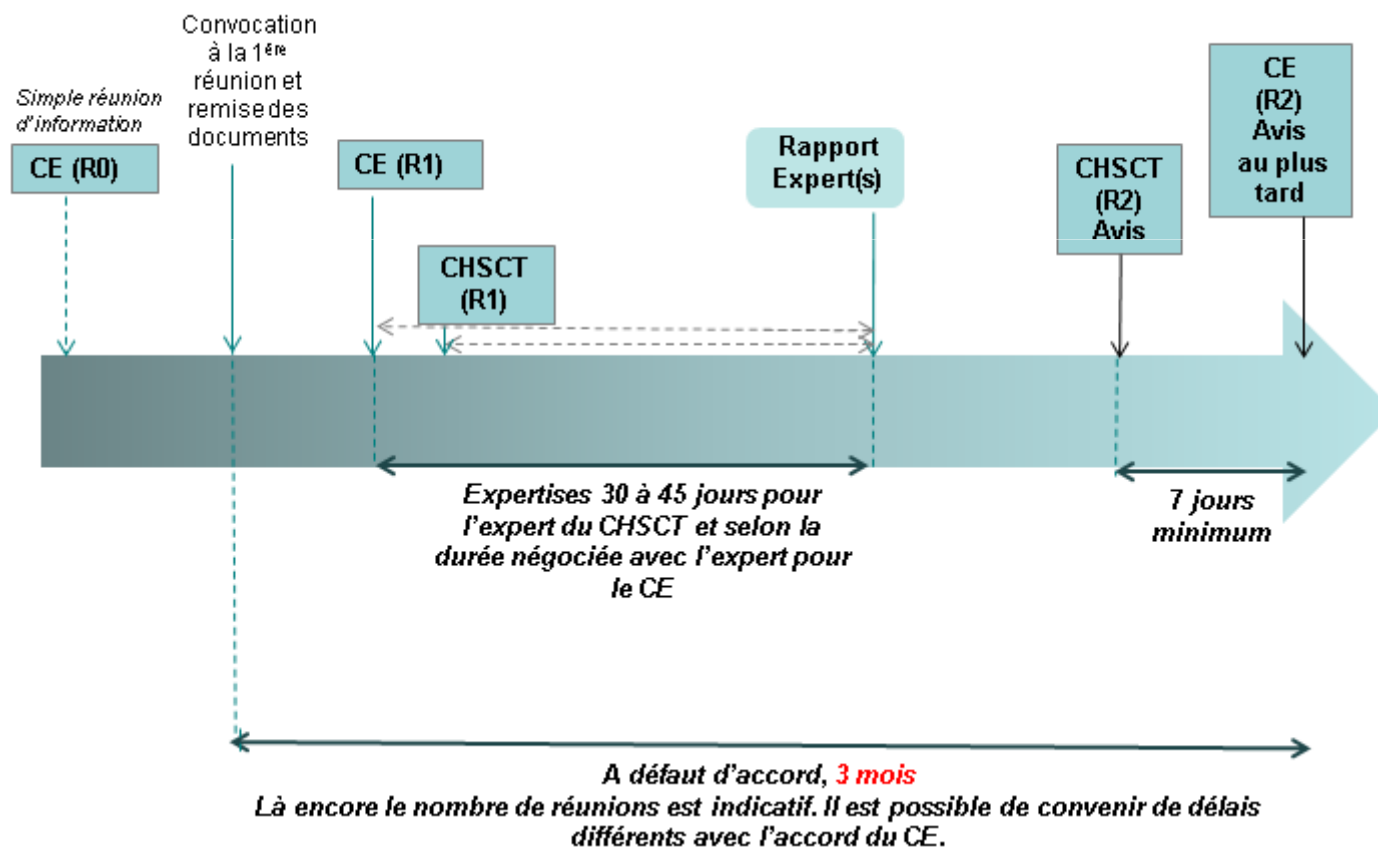 Simple réunion
d'information
CE (R0)
Convocation
à la 1ère
réunion et
remise des
documents
CE (R1)
CHSCT
(R1)
Rapport
Expert(s)
CHSCT
(R2)
Avis
CE
(R2)
Avis
au plus
tard
Expertises 30 à 45 jours pour
l'expert du CHSCT et selon la
durée négociée avec l'expert pour
le CE
7 jours
minimum
A défaut d'accord, 3 mois
Là encore le nombre de réunions est indicatif. Il est possible de convenir de délais
différents avec l'accord du CE.